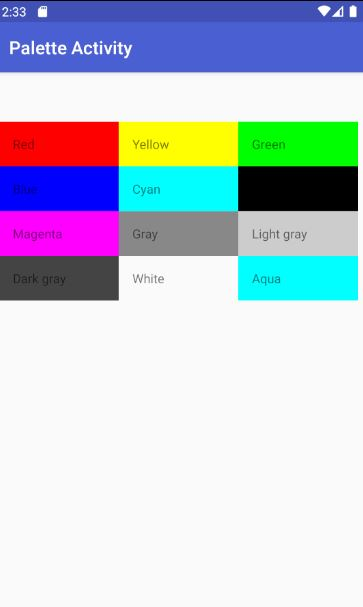 2:33
Palette Activity
Red Yellow Green
Blue Cyan
Magenta Gray Light gray
Dark gray White Aqua